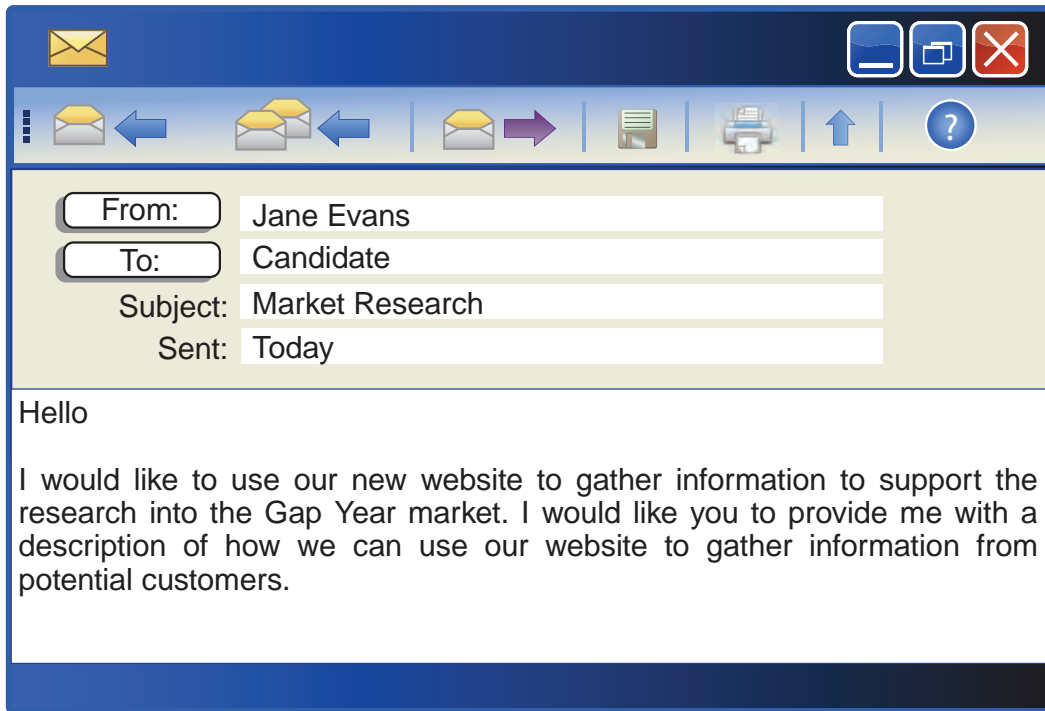 ?
From: Jane Evans
To: Candidate
Subject: Market Research
Sent: Today
Hello
I would like to use our new website to gather information to support the
research into the Gap Year market. I would like you to provide me with a
description of how we can use our website to gather information from
potential customers.